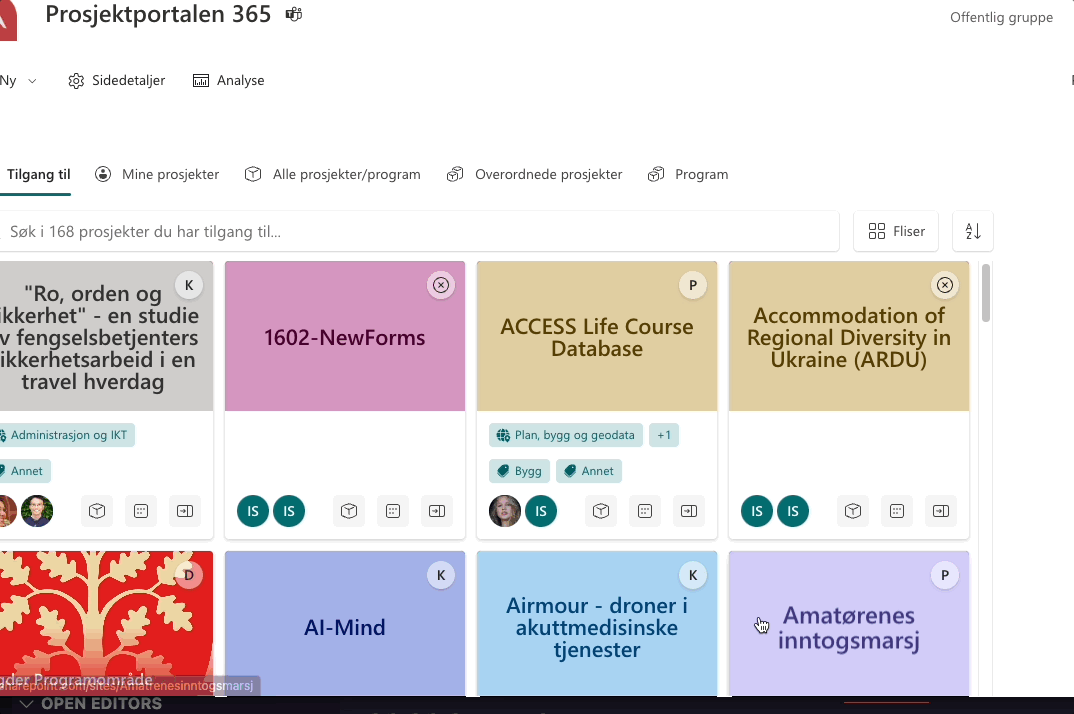 Prosjektportalen 365
Offentlig gruppe
Ny
Sidedetaljer
Analyse
Tilgang til
Mine prosjekter
Alle prosjekter/program
Overordnede prosjekter
Program
Søk i 168 prosjekter du har tilgang til...
Fliser
A
Z
K
"Ro, orden og
ikkerhet" - en studie
v fengselsbetjenters
ikkerhetsarbeid i en
travel hverdag
Administrasjon og IKT
Annet
1602-NewForms
IS IS
P
ACCESS Life Course
Database
Plan, bygg og geodata +1
Bygg Annet
IS
Accommodation of
Regional Diversity in
Ukraine (ARDU)
IS IS
D
gder Programområde
K
AI-Mind
K
Airmour - droner i
akuttmedisinske
tjenester
P
Amatørenes
inntogsmarsj
sharepoint.com/sites/Amatrenesinntogsmarsj
OPEN EDITORS